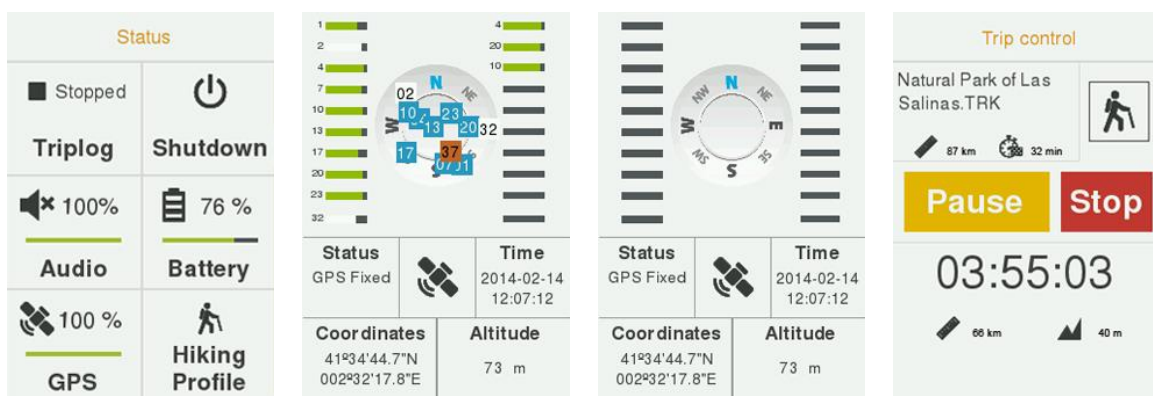 Status
Stopped
Triplog
Shutdown
100%
76 %
Audio
Battery
100 %
GPS
Hiking
Profile
1
2
4
7
10
13
17
20
23
32
4
20
10
N
NE
W
S
02
10
13
23
20
32
17
37
07
01
Status
GPS Fixed
Time
2014-02-14
12:07:12
Coordinates
41º34'44.7"N
002º32'17.8"E
Altitude
73 m
N
NW
NE
W
E
SW
SE
S
Status
GPS Fixed
Time
2014-02-14
12:07:12
Coordinates
41º34'44.7"N
002º32'17.8"E
Altitude
73 m
Trip control
Natural Park of Las
Salinas.TRK
87 km
32 min
Pause
Stop
03:55:03
66 km
40 m